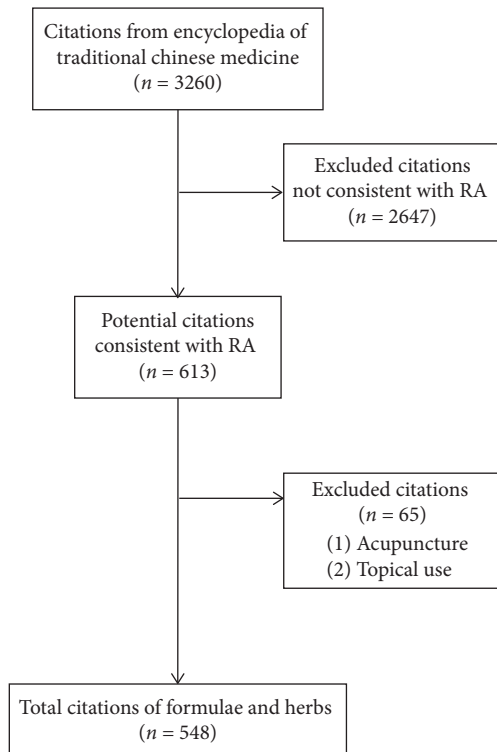 Citations from encyclopedia of
traditional chinese medicine
(n = 3260)
Excluded citations
not consistent with RA
(n = 2647)
Potential citations
consistent with RA
(n = 613)
Excluded citations
(n = 65)
(1) Acupuncture
(2) Topical use
Total citations of formulae and herbs
(n = 548)